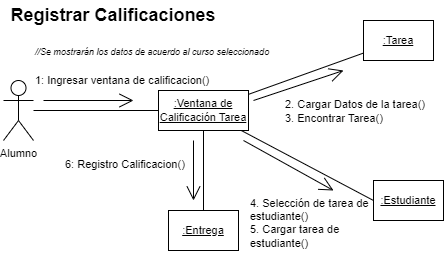 Registrar Calificaciones
//Se mostrarán los datos de acuerdo al curso seleccionado
:Tarea
1: Ingresar ventana de calificacion()
:Ventana de
Calificación Tarea
2. Cargar Datos de la tarea()
3. Encontrar Tarea()
Alumno
6: Registro Calificacion()
4. Selección de tarea de
estudiante()
5. Cargar tarea de
estudiante()
:Estudiante
:Entrega